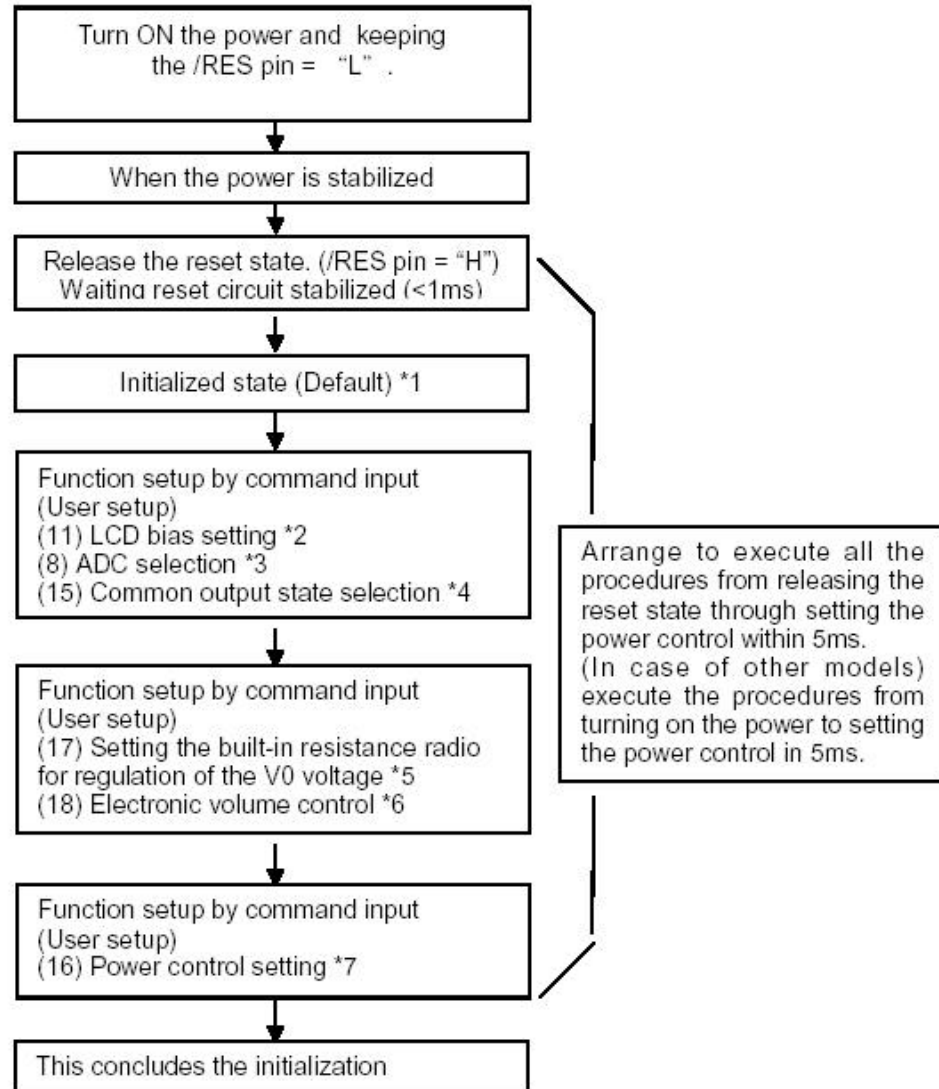 Turn ON the power and keeping
the /RES pin = “L” .
When the power is stabilized
Release the reset state. (/RES pin = “H”)
Waiting reset circuit stabilized (<1ms)
Initialized state (Default) *1
Function setup by command input
(User setup)
(11) LCD bias setting *2
(8) ADC selection *3
(15) Common output state selection *4
Function setup by command input
(User setup)
(17) Setting the built-in resistance radio
for regulation of the V0 voltage *5
(18) Electronic volume control *6
Function setup by command input
(User setup)
(16) Power control setting *7
This concludes the initialization
Arrange to execute all the
procedures from releasing the
reset state through setting the
power control within 5ms.
(In case of other models)
execute the procedures from
turning on the power to setting
the power control in 5ms.